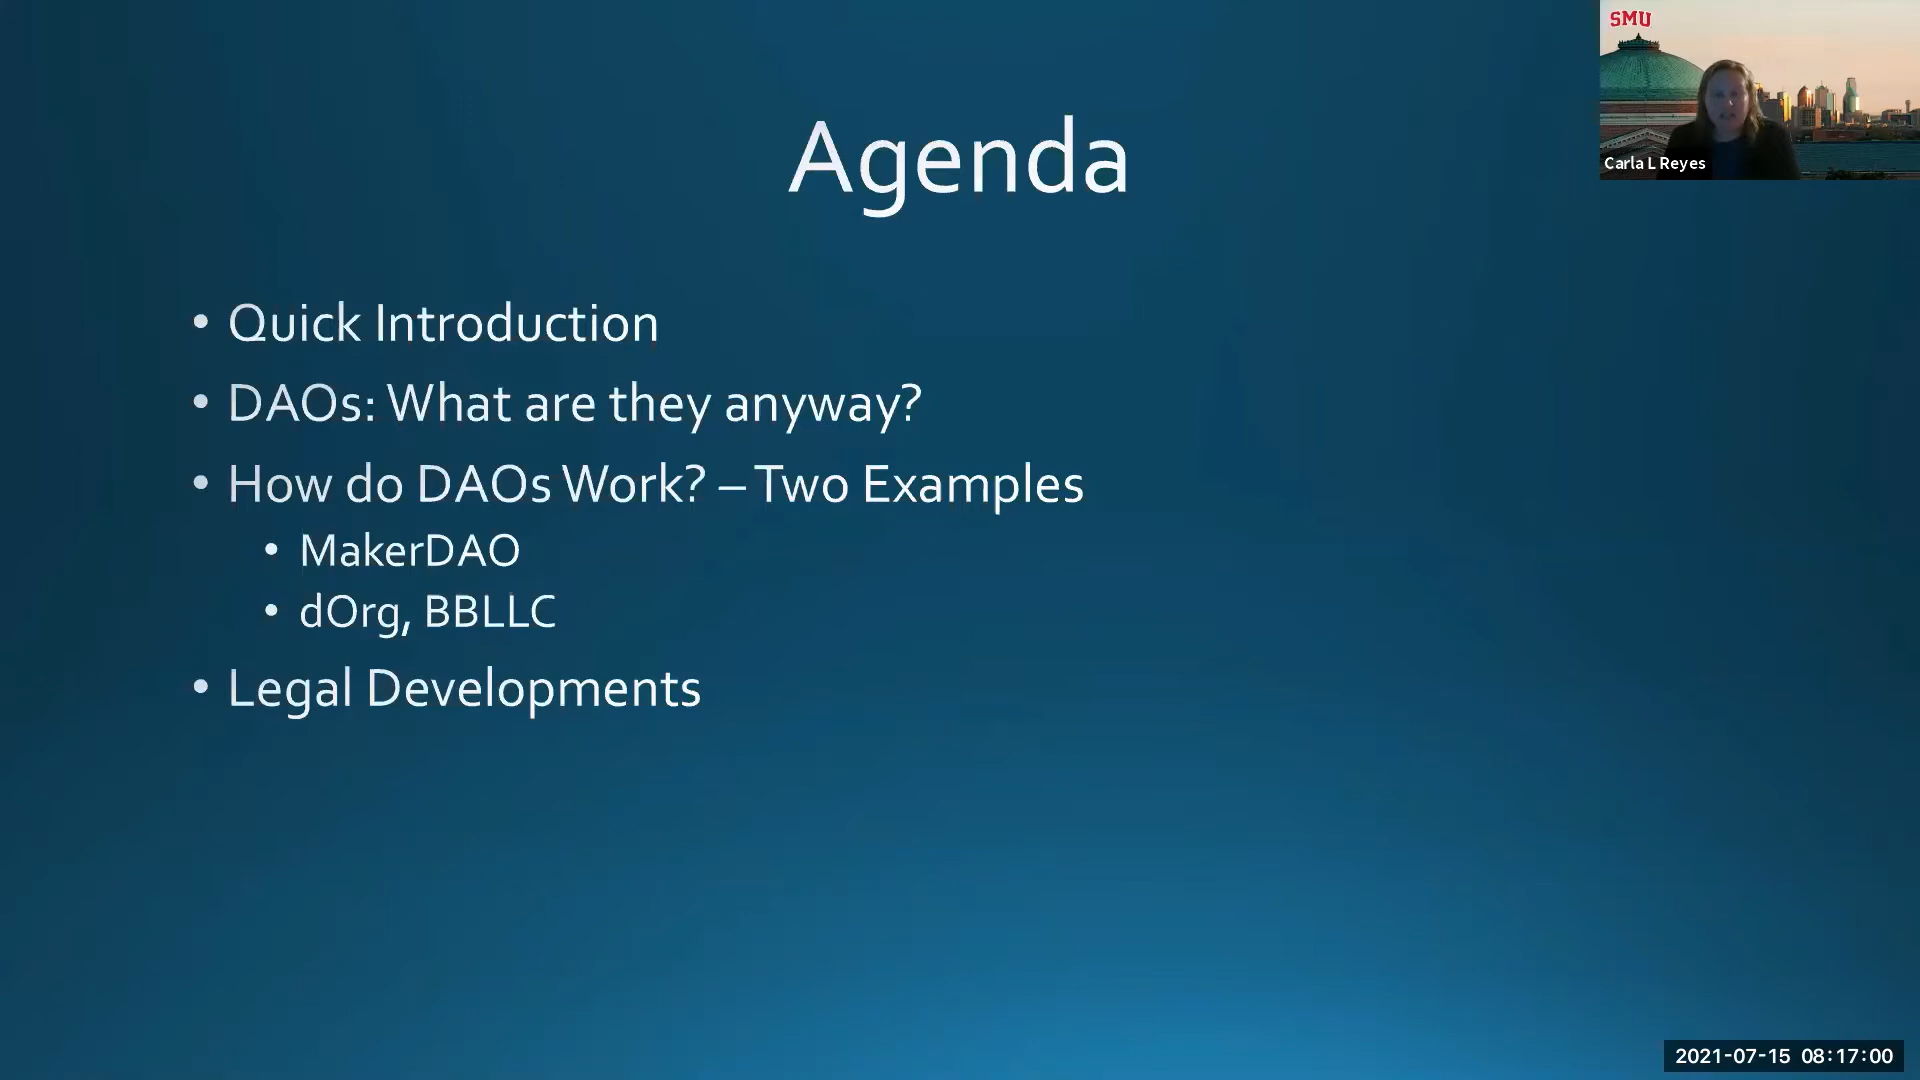 SMU
Carla L Reyes
Agenda
• Quick Introduction
• DAOs: What are they anyway?
• How do DAOs Work? – Two Examples
• MakerDAO
• dOrg, BBLLC
• Legal Developments
2021-07-15 08:17:00